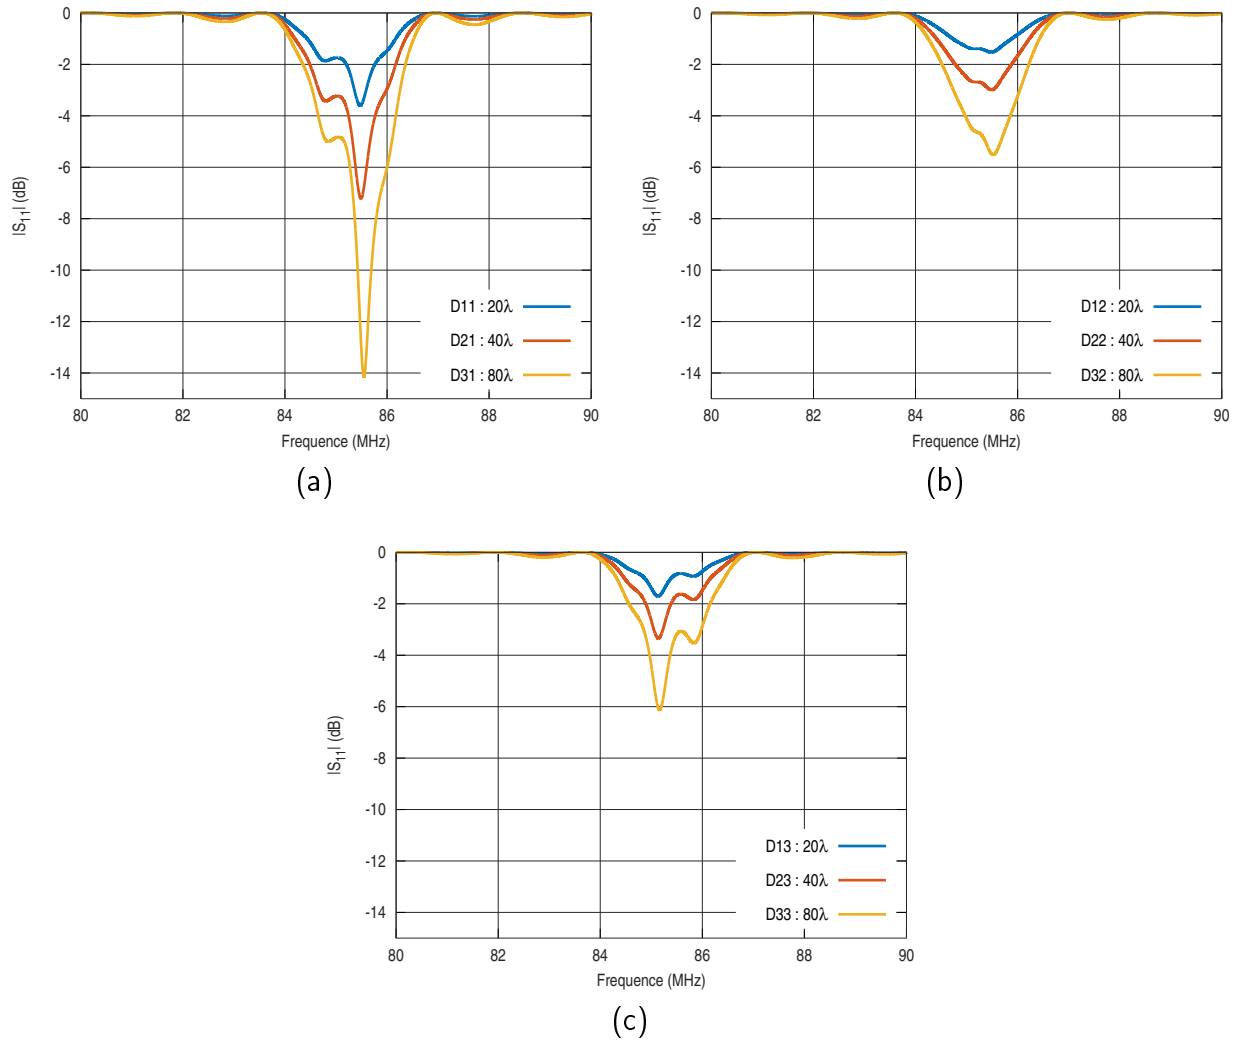 0
-2
-4
-6
-8
-10
-12
-14
|S11| (dB)
D11 : 20λ
D21 : 40λ
D31 : 80λ
80 82 84 86 88 90
Frequence (MHz)
(a)
0
-2
-4
-6
-8
-10
-12
-14
|S11| (dB)
D12 : 20λ
D22 : 40λ
D32 : 80λ
80 82 84 86 88 90
Frequence (MHz)
(b)
0
-2
-4
-6
-8
-10
-12
-14
|S11| (dB)
D13 : 20λ
D23 : 40λ
D33 : 80λ
80 82 84 86 88 90
Frequence (MHz)
(c)